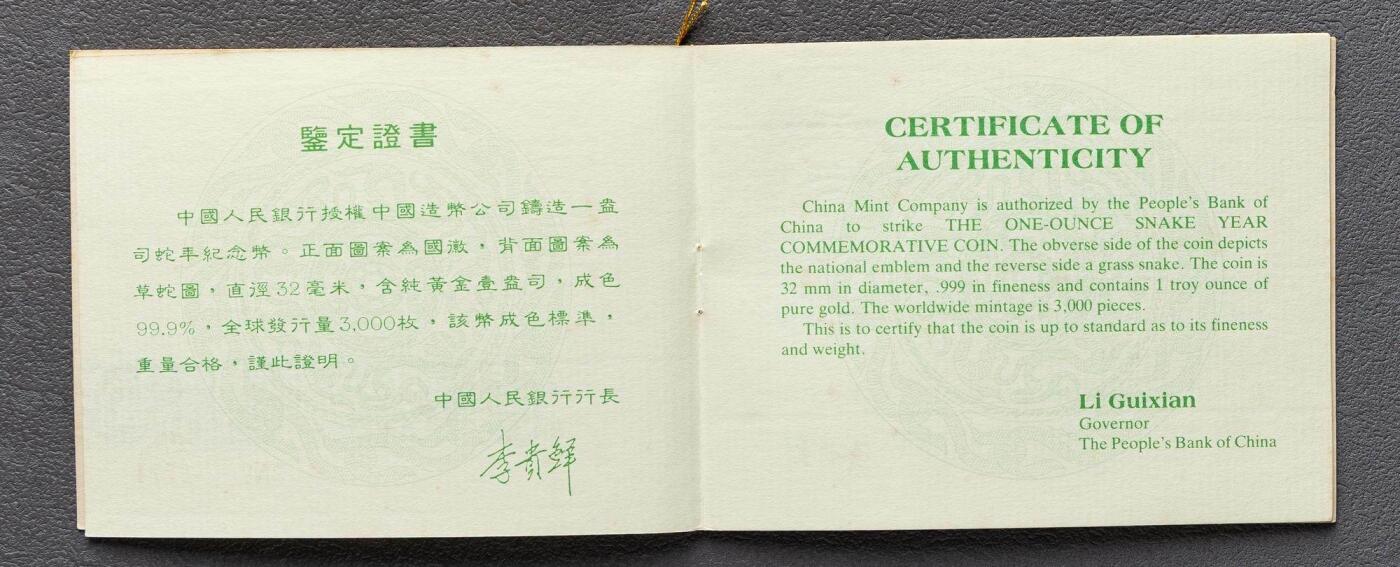 鑒定證書
中國人民銀行授權中國造幣公司鑄造一盎
司蛇年紀念幣。正面圖案為國徽，背面圖案為
草蛇圖，直徑32毫米，含純黃金壹盎司，成色
99.9%，全球發行量3,000枚，該幣成色標準，
重量合格，謹此證明。
中國人民銀行行長
李貴鮮
CERTIFICATE OF
AUTHENTICITY
China Mint Company is authorized by the People's Bank of
China to strike THE ONE-OUNCE SNAKE YEAR
COMMEMORATIVE COIN. The obverse side of the coin depicts
the national emblem and the reverse side a grass snake. The coin is
32 mm in diameter, .999 in fineness and contains 1 troy ounce of
pure gold. The worldwide mintage is 3,000 pieces.
This is to certify that the coin is up to standard as to its fineness
and weight.
Li Guixian
Governor
The People's Bank of China